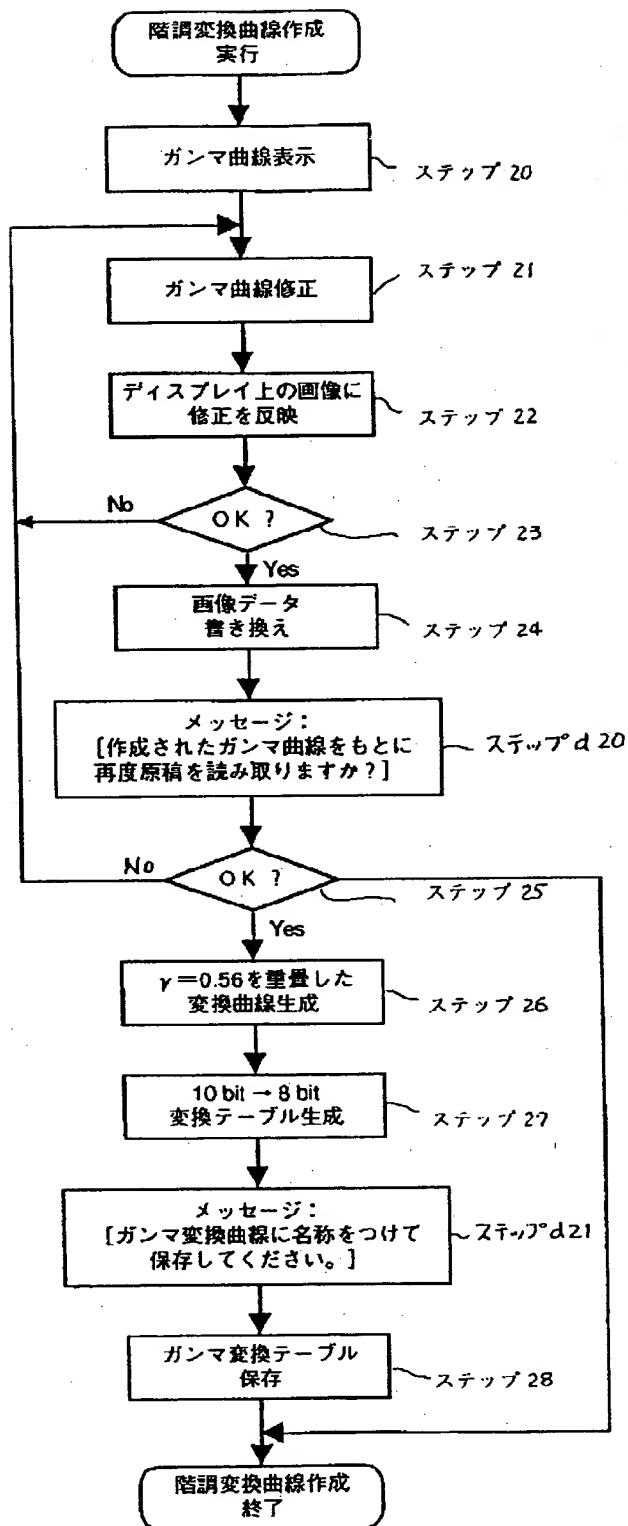 階調変換曲線作成
実行
ガンマ曲線表示
ステップ 20
ガンマ曲線修正
ステップ 21
ディスプレイ上の画像に
修正を反映
ステップ 22
No
OK ?
ステップ 23
Yes
画像データ
書き換え
ステップ 24
メッセージ:
[作成されたガンマ曲線をもとに
再度原稿を読み取りますか?]
ステップd20
No
OK ?
ステップ 25
Yes
γ=0.56を重畳した
変換曲線生成
ステップ 26
10 bit → 8 bit
変換テーブル生成
ステップ 27
メッセージ:
[ガンマ変換曲線に名称をつけて
保存してください。]
ステップd21
ガンマ変換テーブル
保存
ステップ 28
階調変換曲線作成
終了